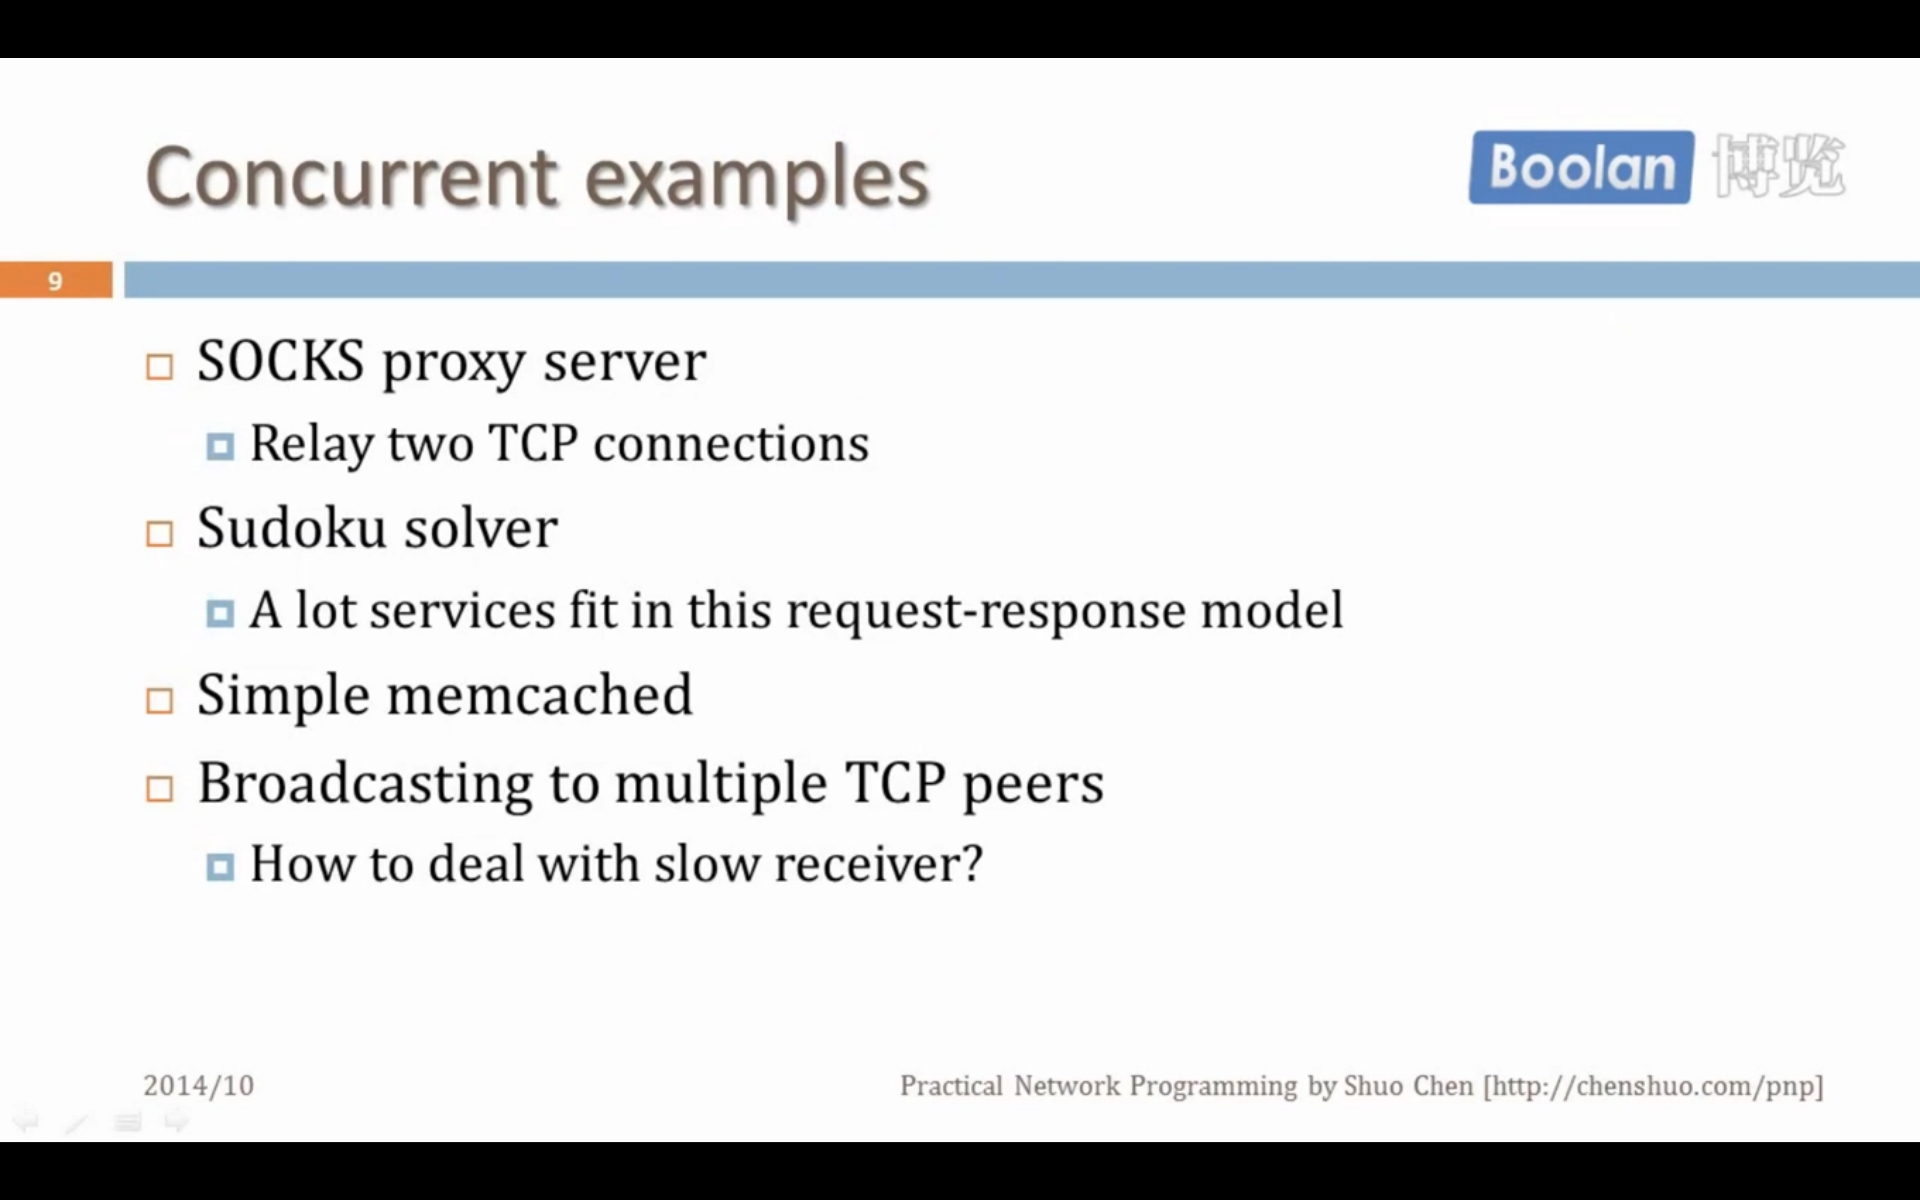 Concurrent examples
Boolan 博览
9
SOCKS proxy server
Relay two TCP connections
Sudoku solver
A lot services fit in this request-response model
Simple memcached
Broadcasting to multiple TCP peers
How to deal with slow receiver?
2014/10
Practical Network Programming by Shuo Chen [http://chenshuo.com/pnp]